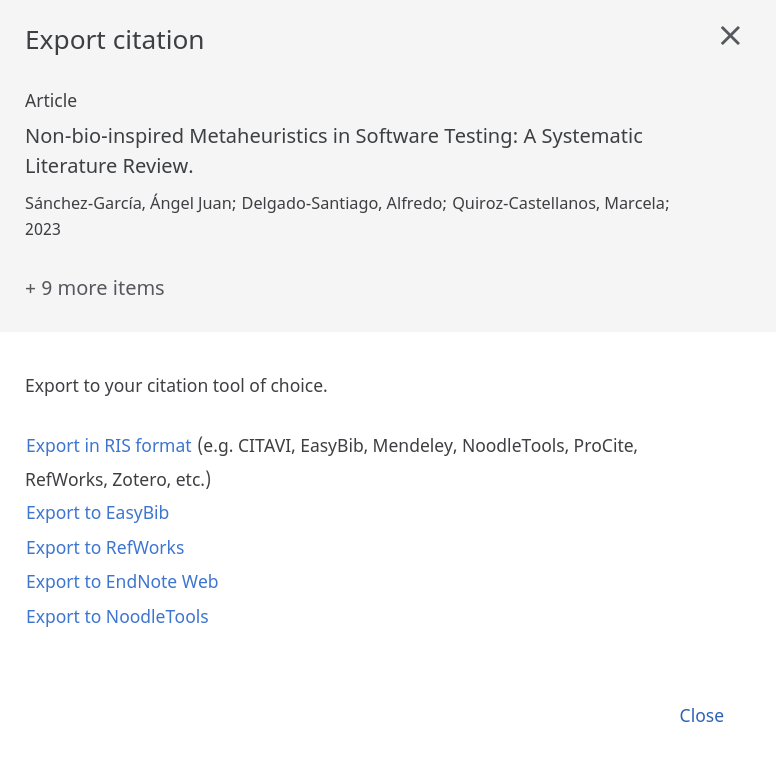 Export citation
Article
Non-bio-inspired Metaheuristics in Software Testing: A Systematic
Literature Review.
Sánchez-García, Ángel Juan; Delgado-Santiago, Alfredo; Quiroz-Castellanos, Marcela;
2023
+ 9 more items
Export to your citation tool of choice.
Export in RIS format (e.g. CITAVI, EasyBib, Mendeley, NoodleTools, ProCite,
RefWorks, Zotero, etc.)
Export to EasyBib
Export to RefWorks
Export to EndNote Web
Export to NoodleTools
Close